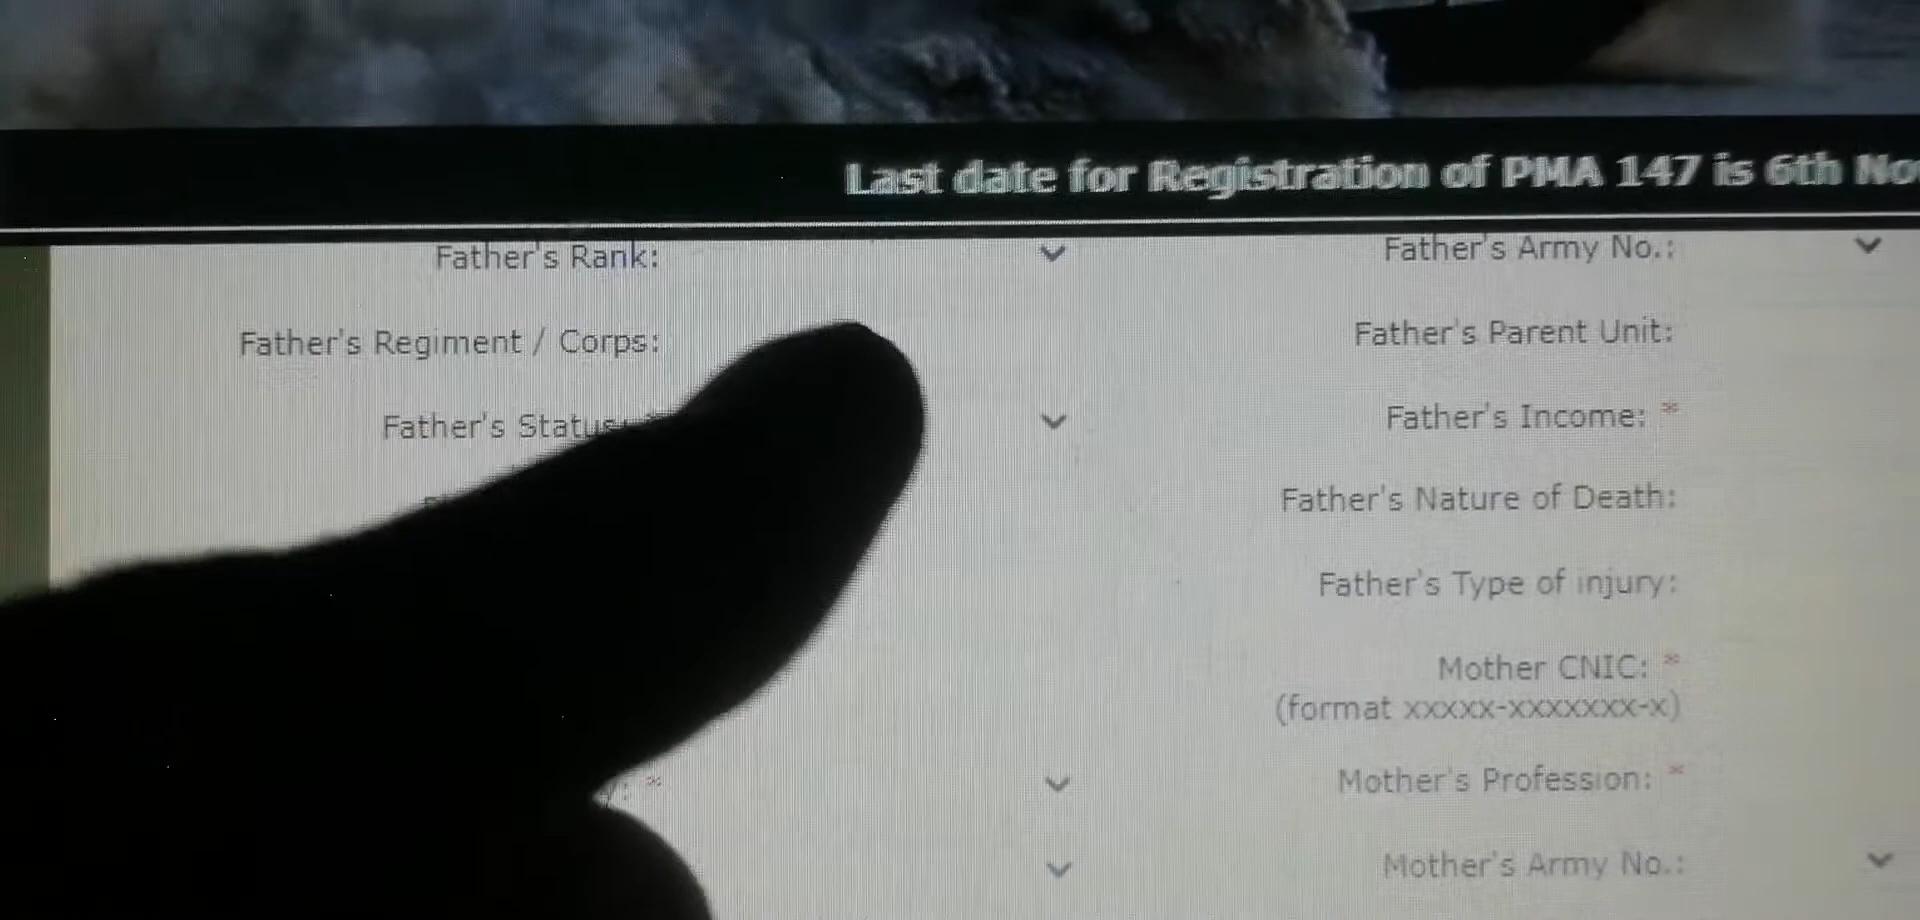 Last date for Registration of PMA 147 is 6th
Father's Rank:
Father's Army No.:
Father's Regiment / Corps:
Father's Parent Unit:
Father's Status:
Father's Income: *
Father's Nature of Death:
Father's Type of injury:
Mother CNIC: *
(format xxxxx-xxxxxxx-x)
*
Mother's Profession: *
Mother's Army No.: